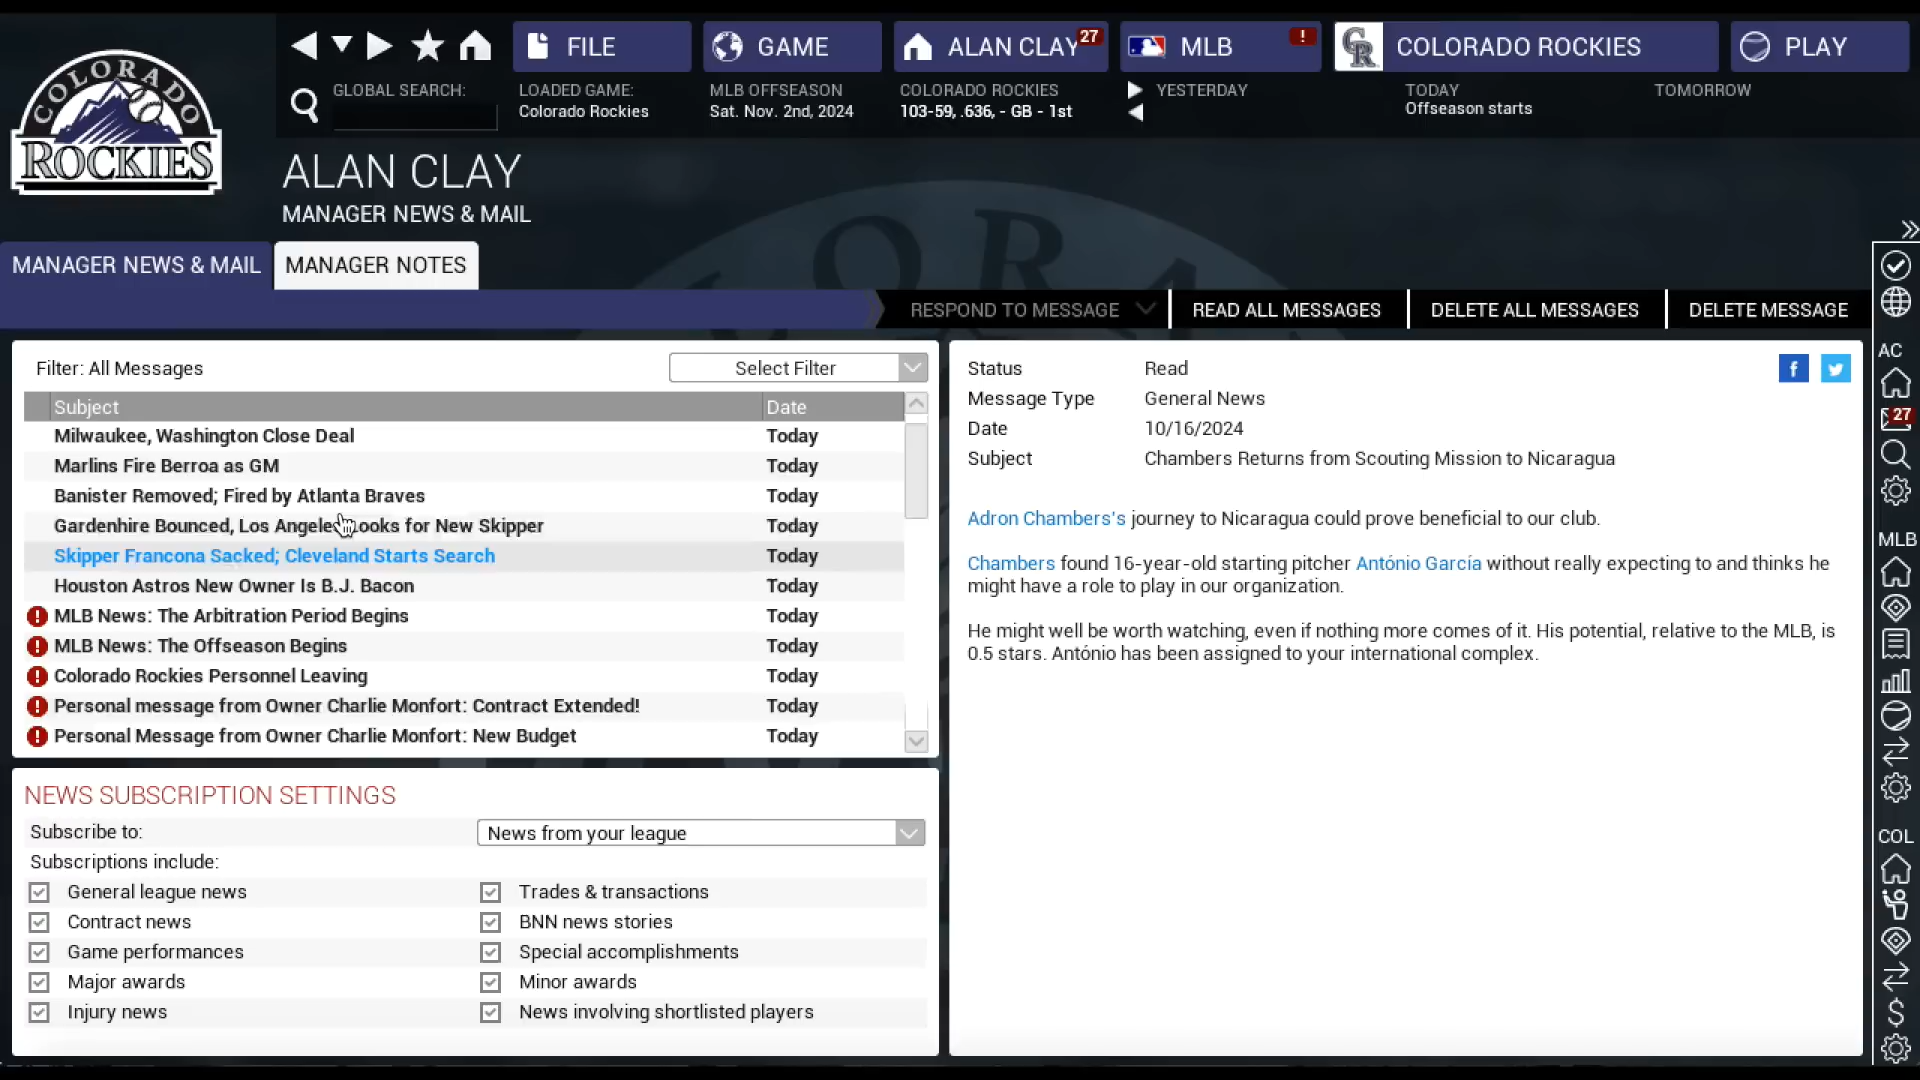 COLORADO
ROCKIES
FILE
GAME
ALAN CLAY
27
MLB
!
CR
COLORADO ROCKIES
PLAY
GLOBAL SEARCH:
LOADED GAME:
Colorado Rockies
MLB OFFSEASON
Sat. Nov. 2nd, 2024
COLORADO ROCKIES
103-59, .636, - GB - 1st
YESTERDAY
TODAY
Offseason starts
TOMORROW
ALAN CLAY
MANAGER NEWS & MAIL
MANAGER NEWS & MAIL
MANAGER NOTES
RESPOND TO MESSAGE
READ ALL MESSAGES
DELETE ALL MESSAGES
DELETE MESSAGE
Filter: All Messages
Select Filter
Subject Date
Milwaukee, Washington Close Deal Today
Marlins Fire Berroa as GM Today
Banister Removed; Fired by Atlanta Braves Today
Gardenhire Bounced, Los Angeles Looks for New Skipper Today
Skipper Francona Sacked; Cleveland Starts Search Today
Houston Astros New Owner Is B.J. Bacon Today
! MLB News: The Arbitration Period Begins Today
! MLB News: The Offseason Begins Today
! Colorado Rockies Personnel Leaving Today
! Personal message from Owner Charlie Monfort: Contract Extended! Today
! Personal Message from Owner Charlie Monfort: New Budget Today
NEWS SUBSCRIPTION SETTINGS
Subscribe to: News from your league
Subscriptions include:
General league news Trades & transactions
Contract news BNN news stories
Game performances Special accomplishments
Major awards Minor awards
Injury news News involving shortlisted players
Status Read
Message Type General News
Date 10/16/2024
Subject Chambers Returns from Scouting Mission to Nicaragua
Adron Chambers's journey to Nicaragua could prove beneficial to our club.
Chambers found 16-year-old starting pitcher António García without really expecting to and thinks he
might have a role to play in our organization.
He might well be worth watching, even if nothing more comes of it. His potential, relative to the MLB, is
0.5 stars. António has been assigned to your international complex.
AC
27
MLB
COL
$